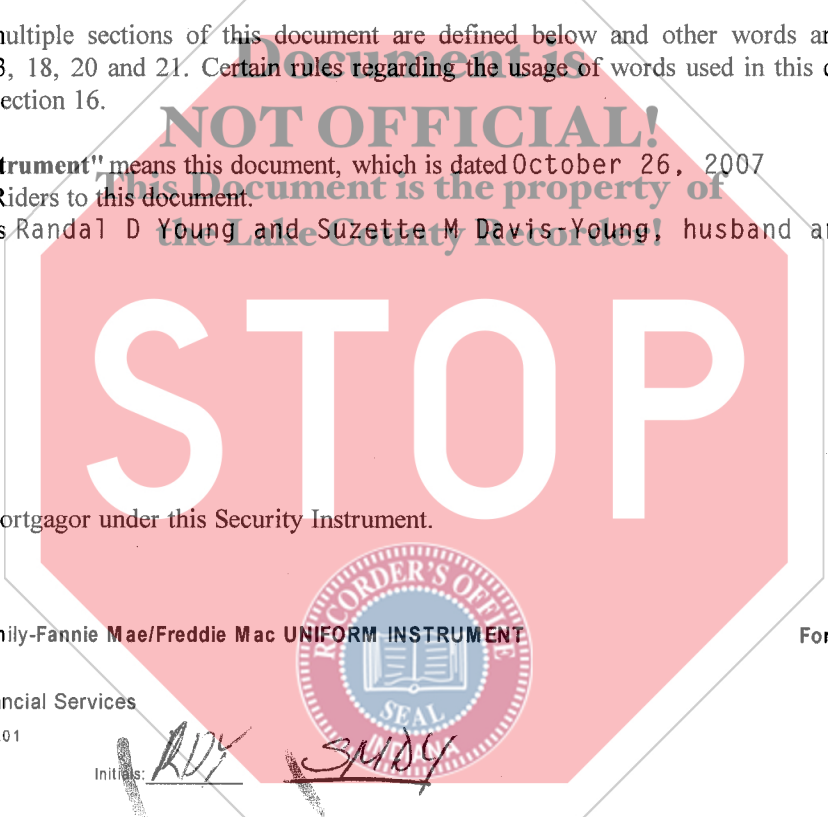 ultiple sections of this document are defined below and other words
Document is
3, 18, 20 and 21. Certain rules regarding the usage of words used in this
ection 16.
NOT OFFICIAL!
trument" means this document, which is dated October 26, 2007
This Document is the property of
Riders to this document.
s Randal D Young and Suzette M Davis-Young, husband
the Lake County Recorder!
STOP
ortgagor under this Security Instrument.
RECORDER'S OFFICE
SEAL
ily-Fannie Mae/Freddie Mac UNIFORM INSTRUMENT
ncial Services
01
Initials: RDY SMDY